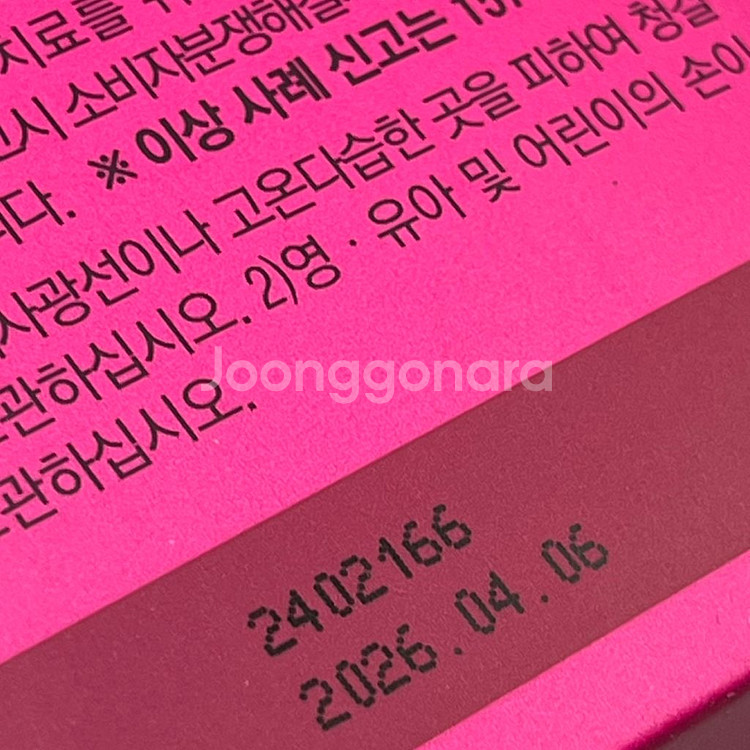 치료를
시 소비자분쟁해결
니다. ※ 이상 사례 신고는
사광선이나 고온다습한 곳을 피하여 청결
관하십시오. 2)영 · 유아 및 어린이의 손이
관하십시오.
Joonggonara
2402166
2026.04.06